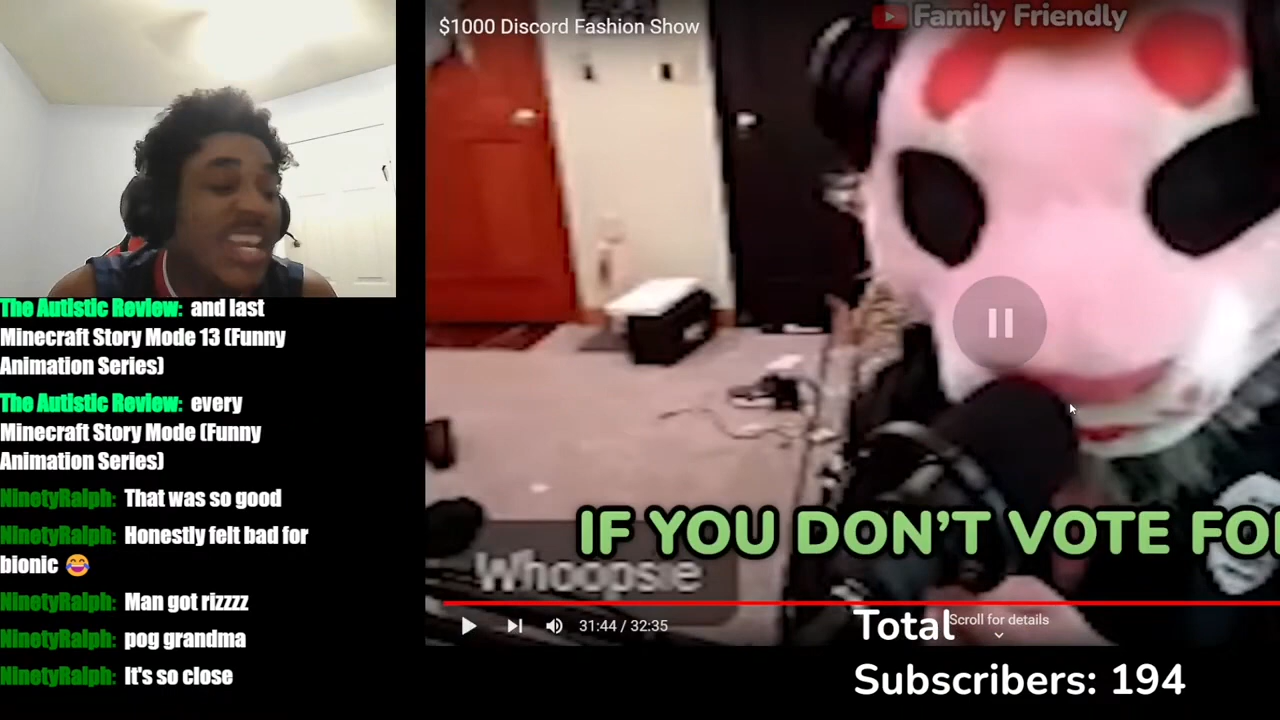 $1000 Discord Fashion Show
Family Friendly
The Autistic Review: and last
Minecraft Story Mode 13 (Funny
Animation Series)
The Autistic Review: every
Minecraft Story Mode (Funny
Animation Series)
NinetyRalph: That was so good
NinetyRalph: Honestly felt bad for
bionic 😂
NinetyRalph: Man got rizzzz
NinetyRalph: pog grandma
NinetyRalph: It's so close
IF YOU DON'T VOTE FO
Whoopsie
31:44 / 32:35
Scroll for details
Total
Subscribers: 194